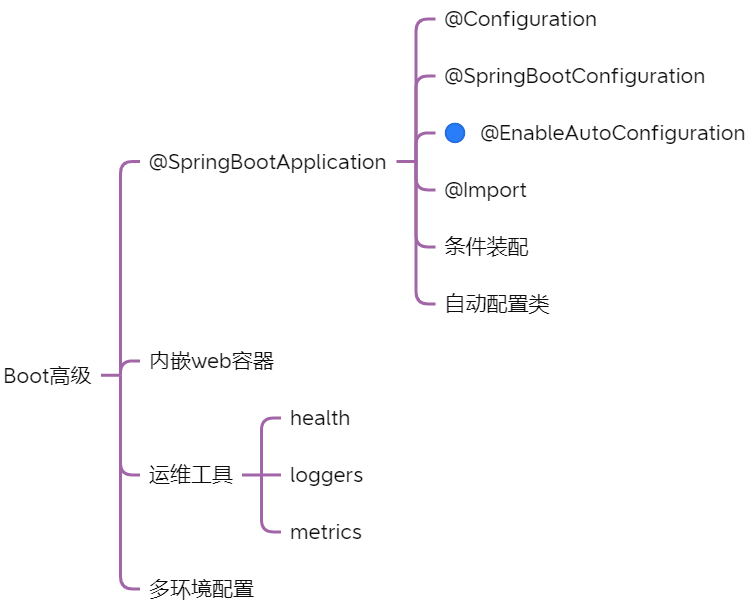 Boot高级
@SpringBootApplication
@Configuration
@SpringBootConfiguration
@EnableAutoConfiguration
@Import
条件装配
自动配置类
内嵌web容器
运维工具
health
loggers
metrics
多环境配置